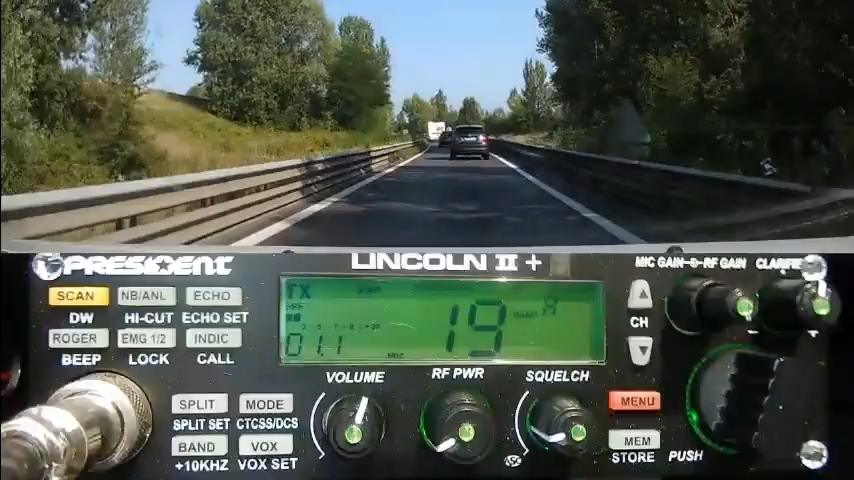 PRESIDENT
LINCOLN II +
MIC GAIN RF GAIN CLARIFIE
SCAN NB/ANL ECHO
DW HI-CUT ECHO SET
ROGER EMG 1/2 INDIC
BEEP LOCK CALL
TX
19
01.1
CH
VOLUME RF PWR SQUELCH
MENU
SPLIT MODE
SPLIT SET CTCSS/DCS
BAND VOX
+10KHZ VOX SET
ASC
MEM
STORE PUSH